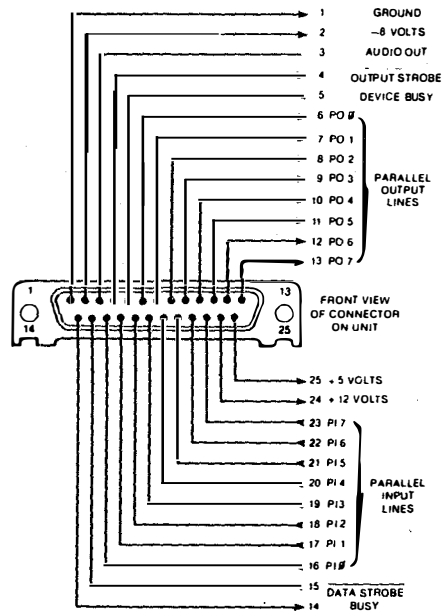 1 GROUND
2 -8 VOLTS
3 AUDIO OUT
4 OUTPUT STROBE
5 DEVICE BUSY
6 PO 0
7 PO 1
8 PO 2
9 PO 3
10 PO 4
11 PO 5
12 PO 6
13 PO 7
PARALLEL
OUTPUT
LINES
1 13
14 25
FRONT VIEW
OF CONNECTOR
ON UNIT
25 +5 VOLTS
24 +12 VOLTS
23 PI 7
22 PI 6
21 PI 5
20 PI 4
19 PI 3
18 PI 2
17 PI 1
16 PI 0
PARALLEL
INPUT
LINES
15 DATA STROBE
14 BUSY